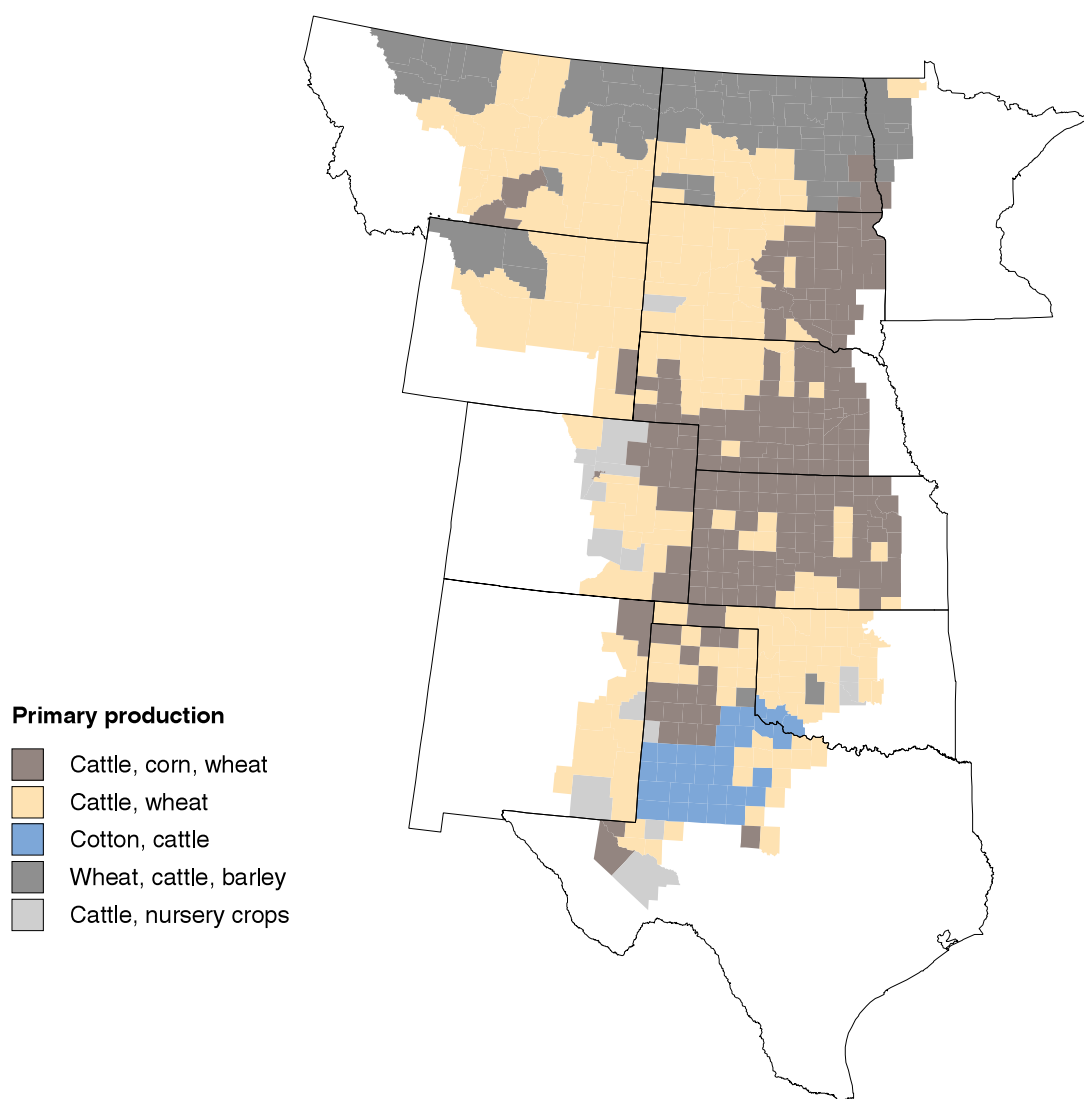 Primary production
Cattle, corn, wheat
Cattle, wheat
Cotton, cattle
Wheat, cattle, barley
Cattle, nursery crops